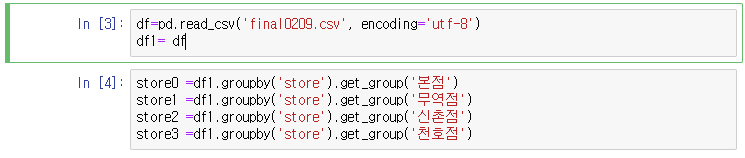 In [3]: df=pd.read_csv('final0209.csv', encoding='utf-8')
df1= df
In [4]: store0 =df1.groupby('store').get_group('본점')
store1 =df1.groupby('store').get_group('무역점')
store2 =df1.groupby('store').get_group('신촌점')
store3 =df1.groupby('store').get_group('천호점')